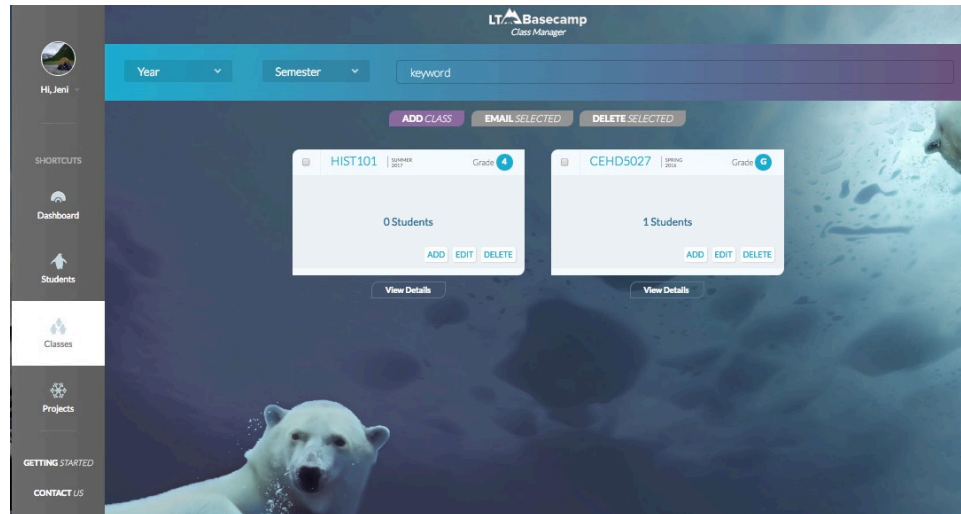 LT Basecamp
Class Manager
Hi, Jeni
Year
Semester
keyword
ADD CLASS
EMAIL SELECTED
DELETE SELECTED
SHORTCUTS
Dashboard
Students
Classes
Projects
GETTING STARTED
CONTACT US
HIST101
SUMMER
2017
Grade 4
0 Students
ADD EDIT DELETE
View Details
CEHD5027
SPRING
2016
Grade G
1 Students
ADD EDIT DELETE
View Details